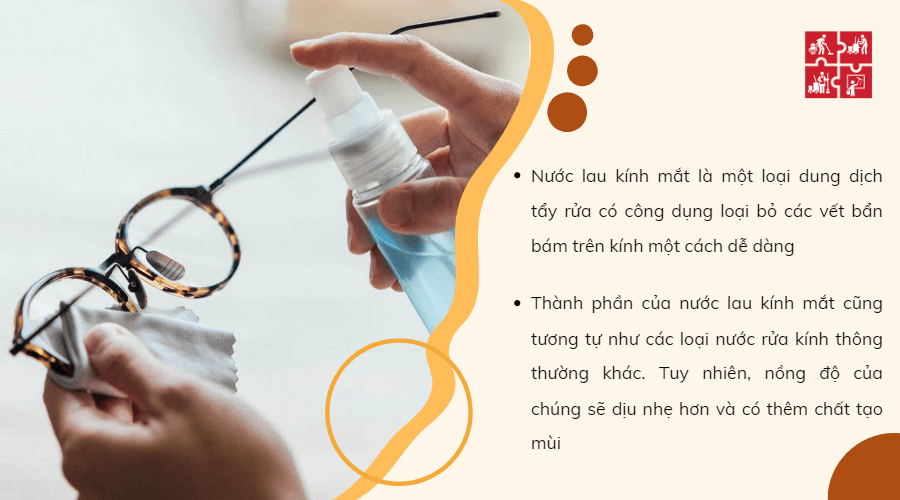 Nước lau kính mắt là một loại dung dịch
tẩy rửa có công dụng loại bỏ các vết bẩn
bám trên kính một cách dễ dàng
Thành phần của nước lau kính mắt cũng
tương tự như các loại nước rửa kính thông
thường khác. Tuy nhiên, nồng độ của
chúng sẽ dịu nhẹ hơn và có thêm chất tạo
mùi